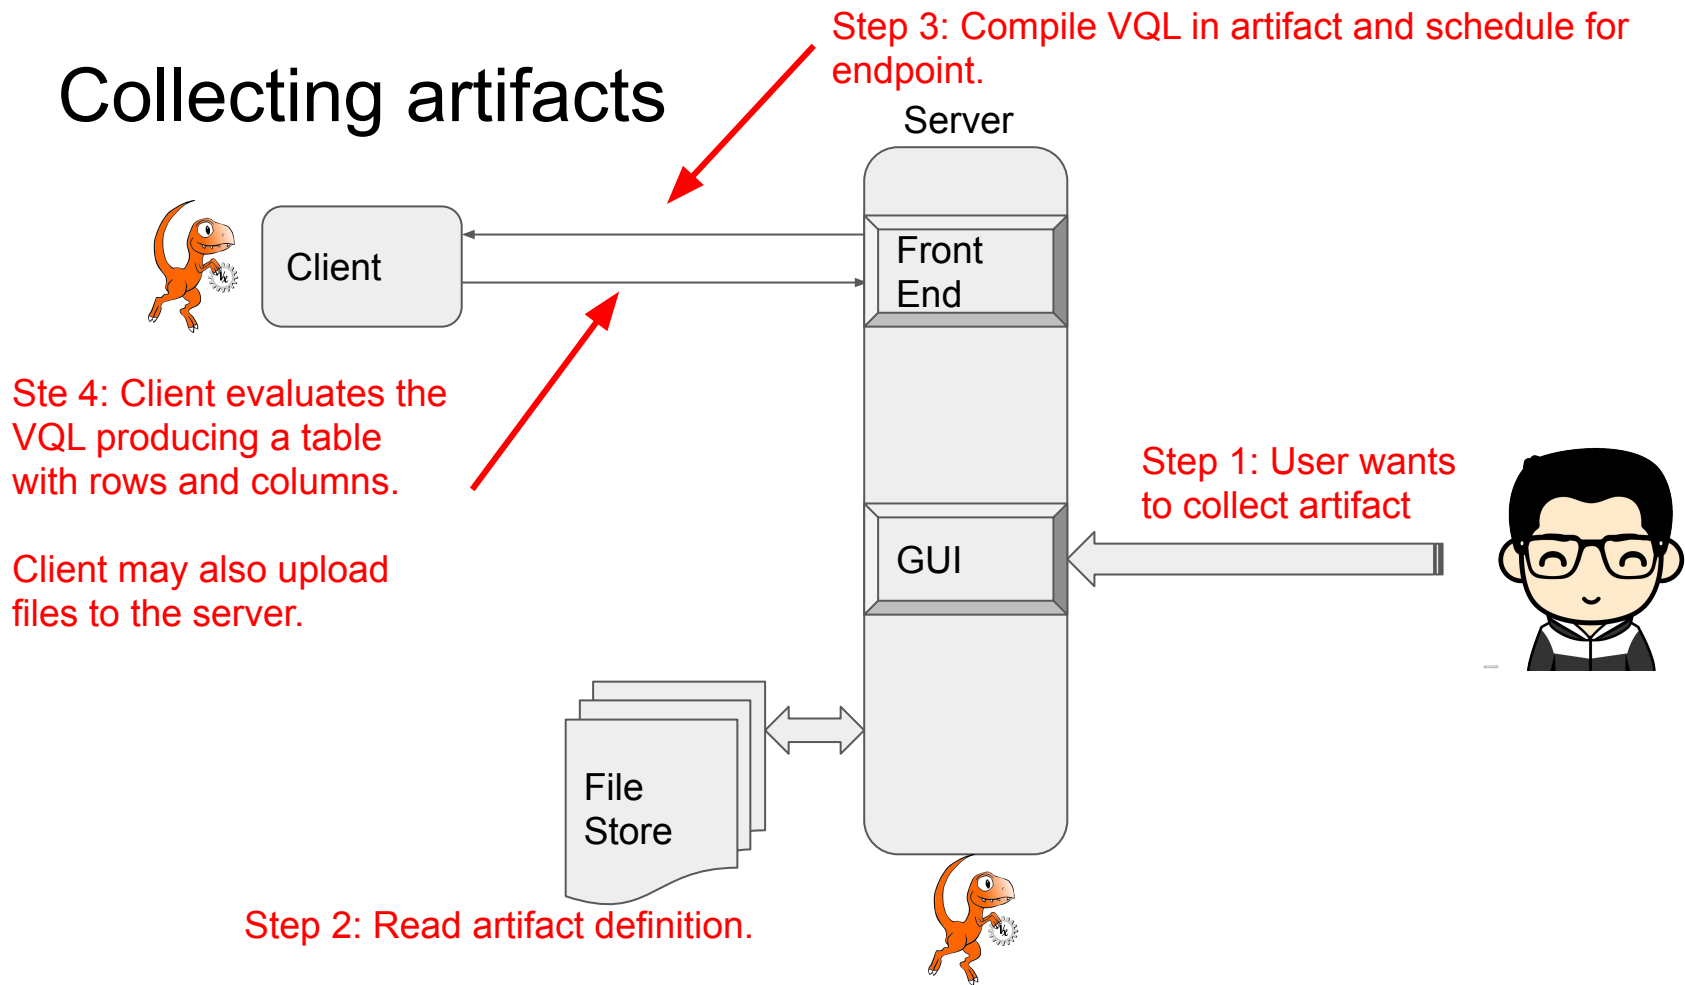 Step 3: Compile VQL in artifact and schedule for
endpoint.
Collecting artifacts
Server
Front
End
Client
Ste 4: Client evaluates the
VQL producing a table
with rows and columns.
Client may also upload
files to the server.
Step 1: User wants
to collect artifact
GUI
File
Store
Step 2: Read artifact definition.